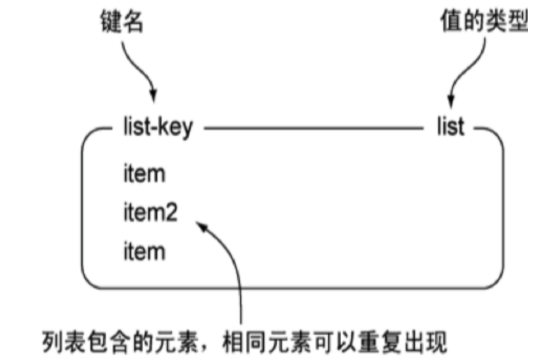 键名
值的类型
list-key
list
item
item2
item
列表包含的元素，相同元素可以重复出现